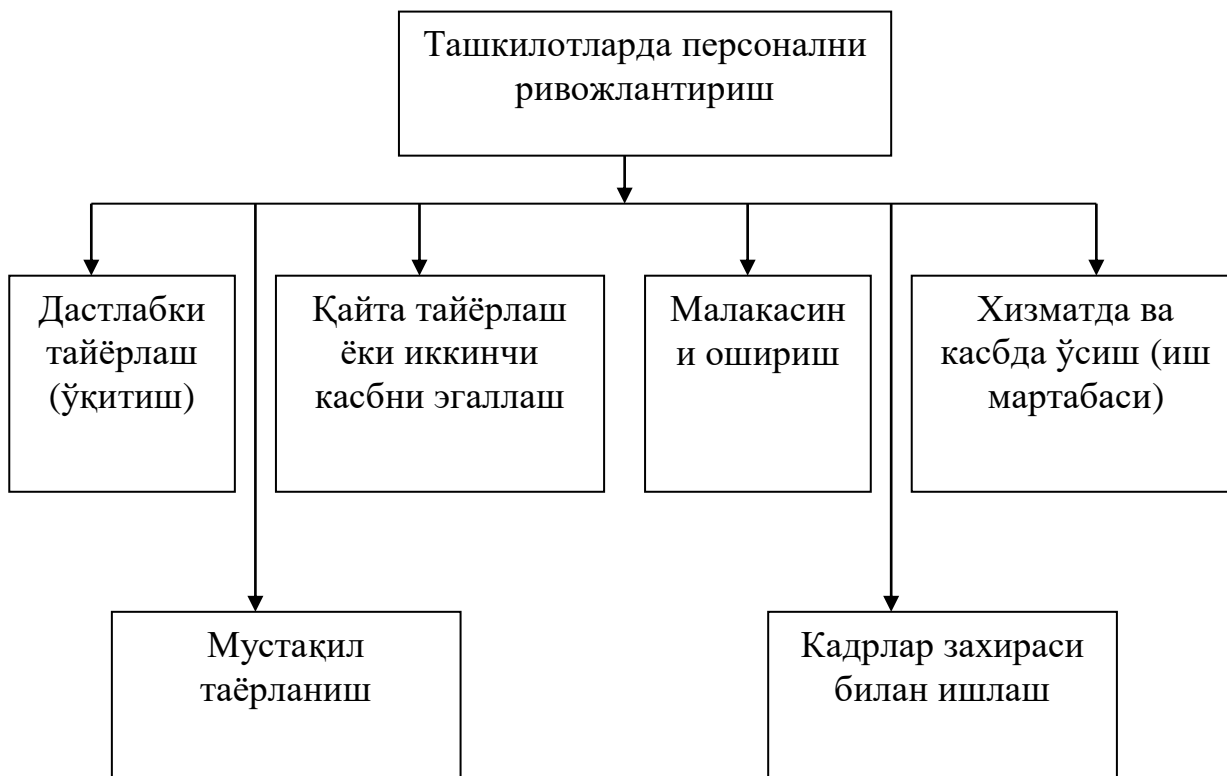 Ташкилотларда персонални
ривожлантириш
Дастлабки
тайёрлаш
(ўқитиш)
Қайта тайёрлаш
ёки иккинчи
касбни эгаллаш
Малакасин
и ошириш
Хизматда ва
касбда ўсиш (иш
мартабаси)
Мустақил
таёрланиш
Кадрлар захираси
билан ишлаш